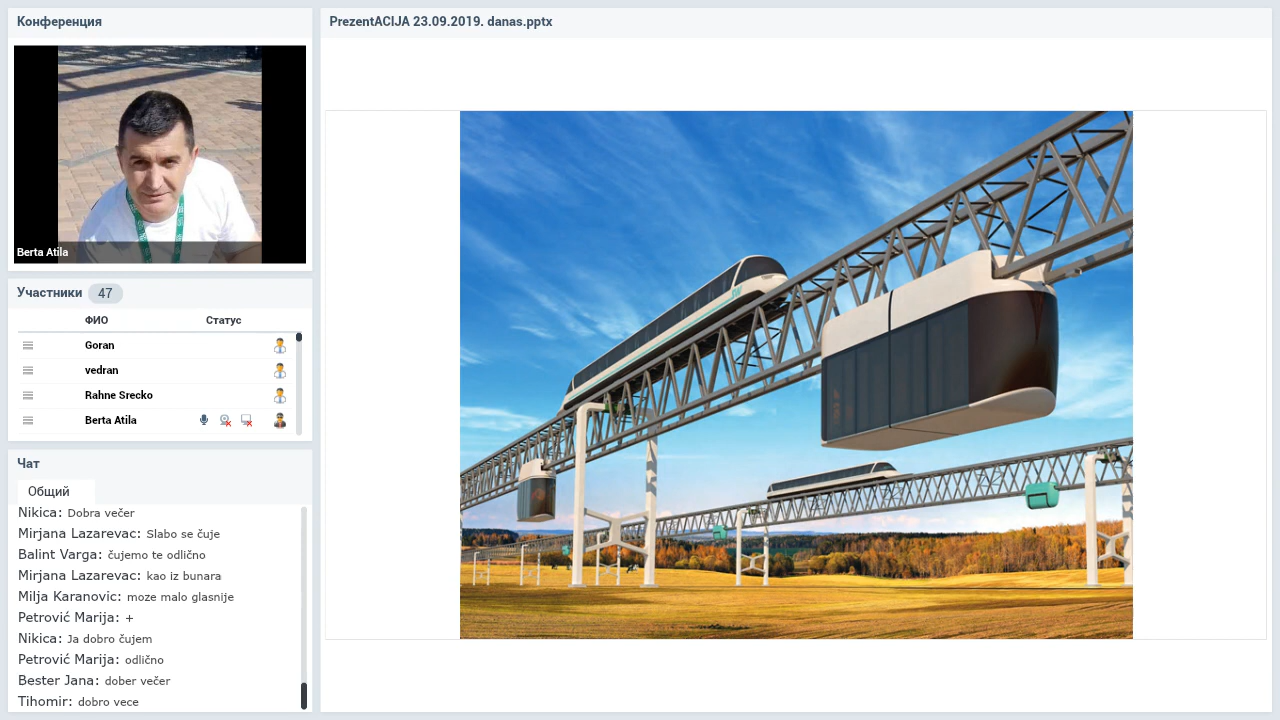 Конференция
Berta Atila
Участники 47
ФИО Статус
Goran
vedran
Rahne Srecko
Berta Atila
Чат
Общий
Nikica: Dobra večer
Mirjana Lazarevac: Slabo se čuje
Balint Varga: čujemo te odlično
Mirjana Lazarevac: kao iz bunara
Milja Karanovic: moze malo glasnije
Petrović Marija: +
Nikica: Ja dobro čujem
Petrović Marija: odlično
Bester Jana: dober večer
Tihomir: dobro vece
PrezentACIJA 23.09.2019. danas.pptx